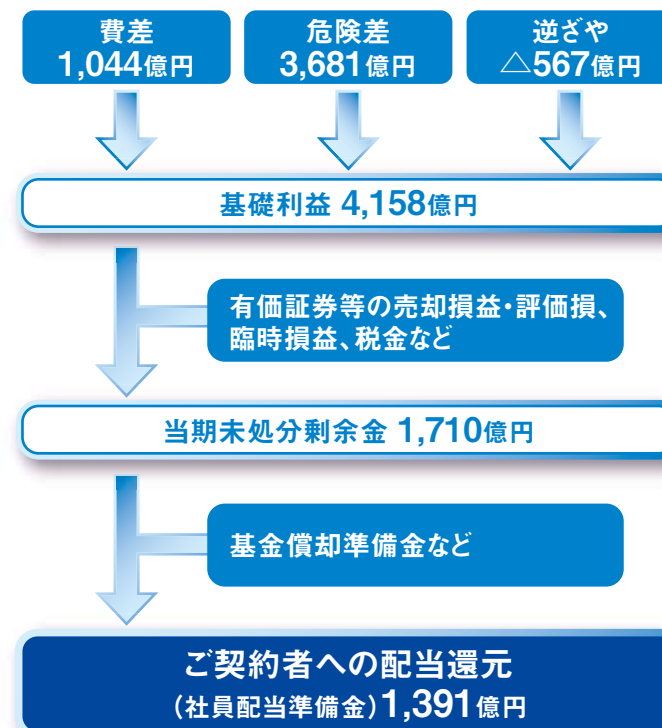 費差
1,044億円
危険差
3,681億円
逆ざや
△567億円
基礎利益 4,158億円
有価証券等の売却損益・評価損、
臨時損益、税金など
当期未処分剰余金 1,710億円
基金償却準備金など
ご契約者への配当還元
(社員配当準備金)1,391億円